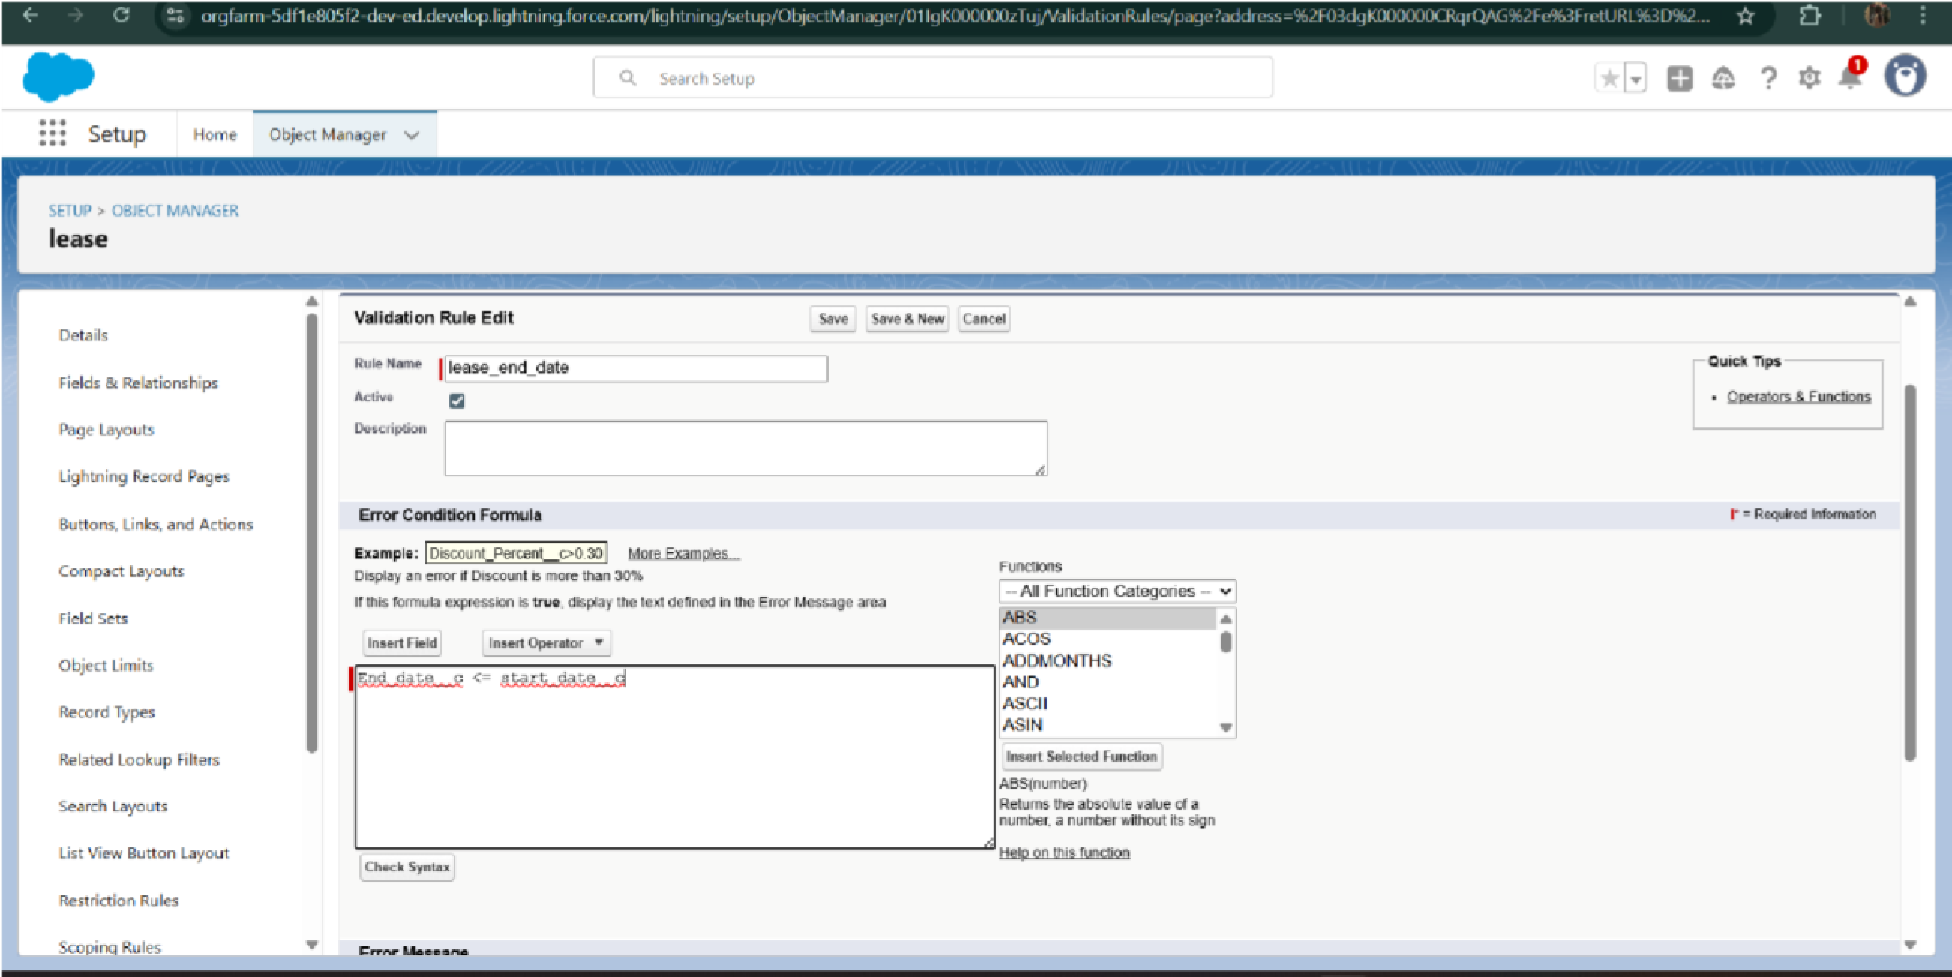 orgfarm-5df1e805f2-dev-ed.develop.lightning.force.com/lightning/setup/ObjectManager/01IgK000000zTuj/ValidationRules/page?address=%2F03dgK000000CRqrQAG%2Fe%3FretURL%3D%2...
Search Setup
1
Setup
Home
Object Manager
SETUP > OBJECT MANAGER
lease
Details
Fields & Relationships
Page Layouts
Lightning Record Pages
Buttons, Links, and Actions
Compact Layouts
Field Sets
Object Limits
Record Types
Related Lookup Filters
Search Layouts
List View Button Layout
Restriction Rules
Scoping Rules
Validation Rule Edit
Save
Save & New
Cancel
Rule Name
lease_end_date
Active
Description
Quick Tips
• Operators & Functions
Error Condition Formula
= Required Information
Example: Discount_Percent__c>0.30 More Examples...
Display an error if Discount is more than 30%
If this formula expression is true, display the text defined in the Error Message area
Insert Field
Insert Operator
End_date__c <= start_date__c
Check Syntax
Functions
-- All Function Categories --
ABS
ACOS
ADDMONTHS
AND
ASCII
ASIN
Insert Selected Function
ABS(number)
Returns the absolute value of a
number, a number without its sign
Help on this function
Error Message